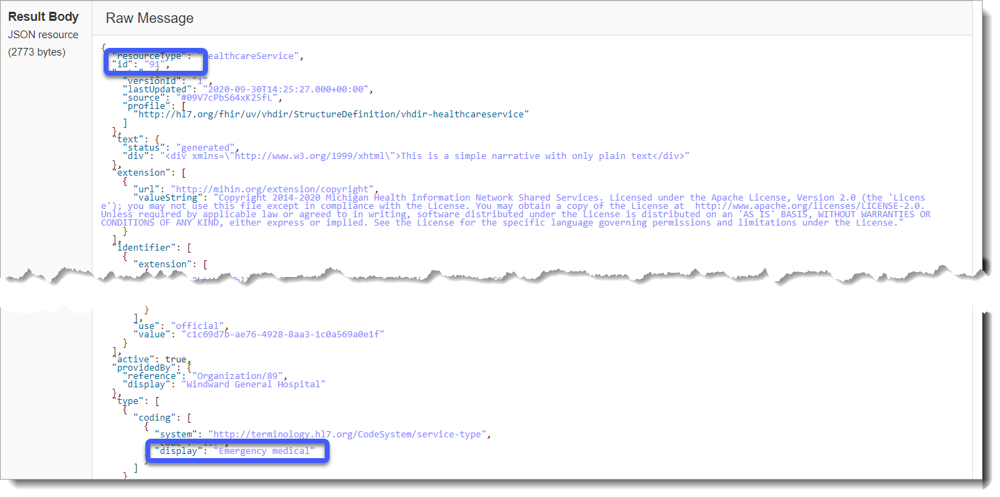 Result Body
JSON resource
(2773 bytes)
Raw Message
{
"resourceType": "HealthcareService",
"id": "91",
"versionId": "1",
"lastUpdated": "2020-09-30T14:25:27.000+00:00",
"source": "#09V7cPbS64xK25fL",
"profile": [
"http://hl7.org/fhir/uv/vhdir/StructureDefinition/vhdir-healthcareservice"
]
},
"text": {
"status": "generated",
"div": "<div xmlns=\"http://www.w3.org/1999/xhtml\">This is a simple narrative with only plain text</div>"
},
"extension": [
{
"url": "http://mihin.org/extension/copyright",
"valueString": "Copyright 2014-2020 Michigan Health Information Network Shared Services. Licensed under the Apache License, Version 2.0 (the 'Licens
e'); you may not use this file except in compliance with the License. You may obtain a copy of the License at  http://www.apache.org/licenses/LICENSE-2.0.
Unless required by applicable law or agreed to in writing, software distributed under the License is distributed on an 'AS IS' BASIS, WITHOUT WARRANTIES OR
CONDITIONS OF ANY KIND, either express or implied. See the License for the specific language governing permissions and limitations under the License."
}
],
"identifier": [
{
"extension": [
}
],
"use": "official",
"value": "c1c69d7b-ae76-4928-8aa3-1c0a569a0e1f"
}
],
"active": true,
"providedBy": {
"reference": "Organization/89",
"display": "Windward General Hospital"
},
"type": [
{
"coding": [
{
"system": "http://terminology.hl7.org/CodeSystem/service-type",
"display": "Emergency medical"
}
]
}